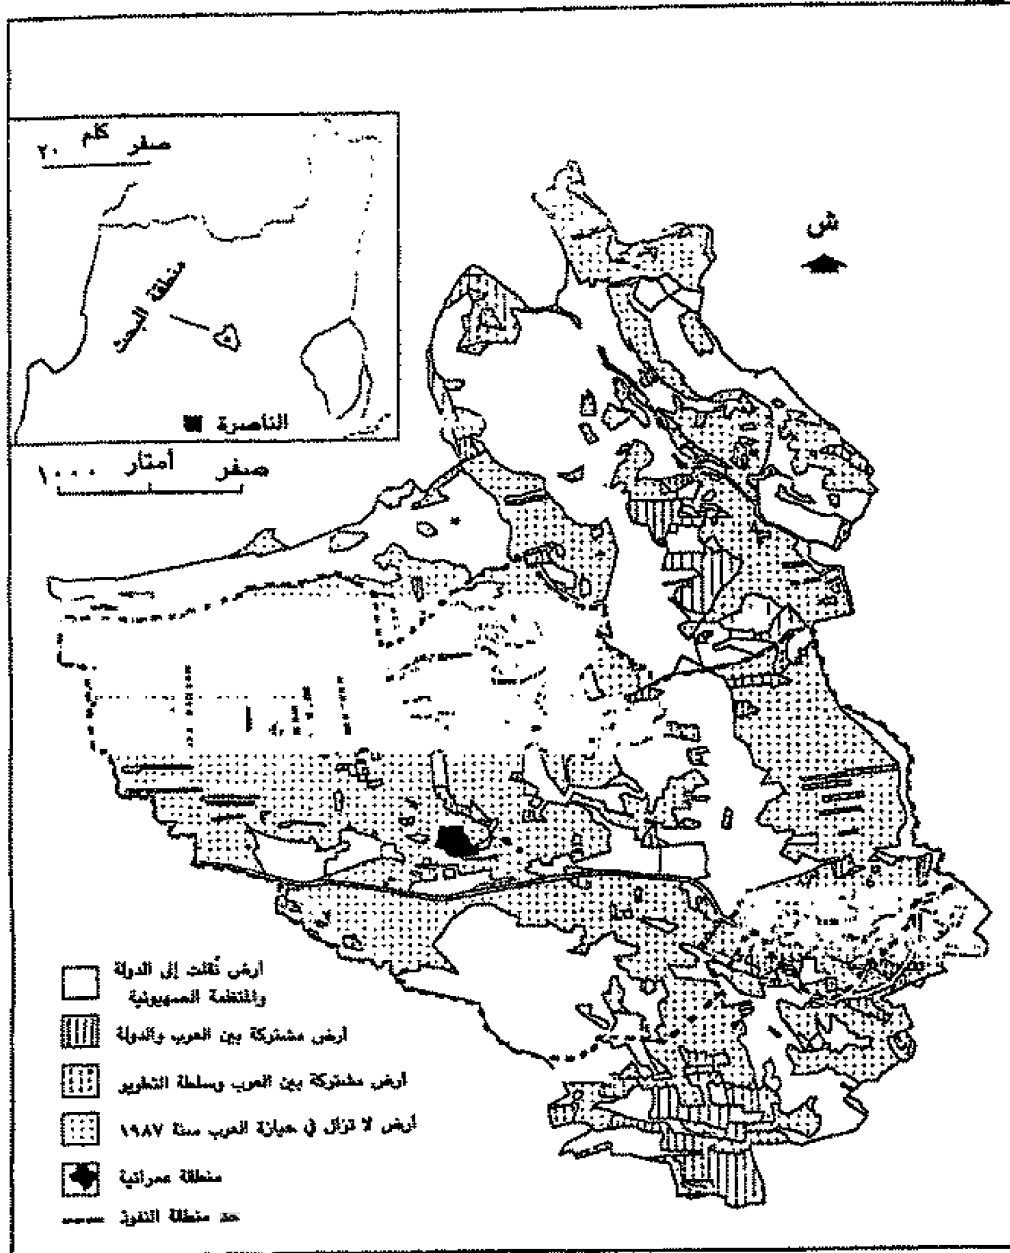 صفر كلم ٢٠
منطقة البحث
الناصرة
صفر أمتار ١٠٠٠
ش
أرض نُقلت إلى الدولة
والمنظمة الصهيونية
أرض مشتركة بين العرب والدولة
أرض مشتركة بين العرب وسلطة التطوير
أرض لا تزال في حيازة العرب سنة ١٩٨٧
منطقة عمرانية
حد منطقة النفوذ